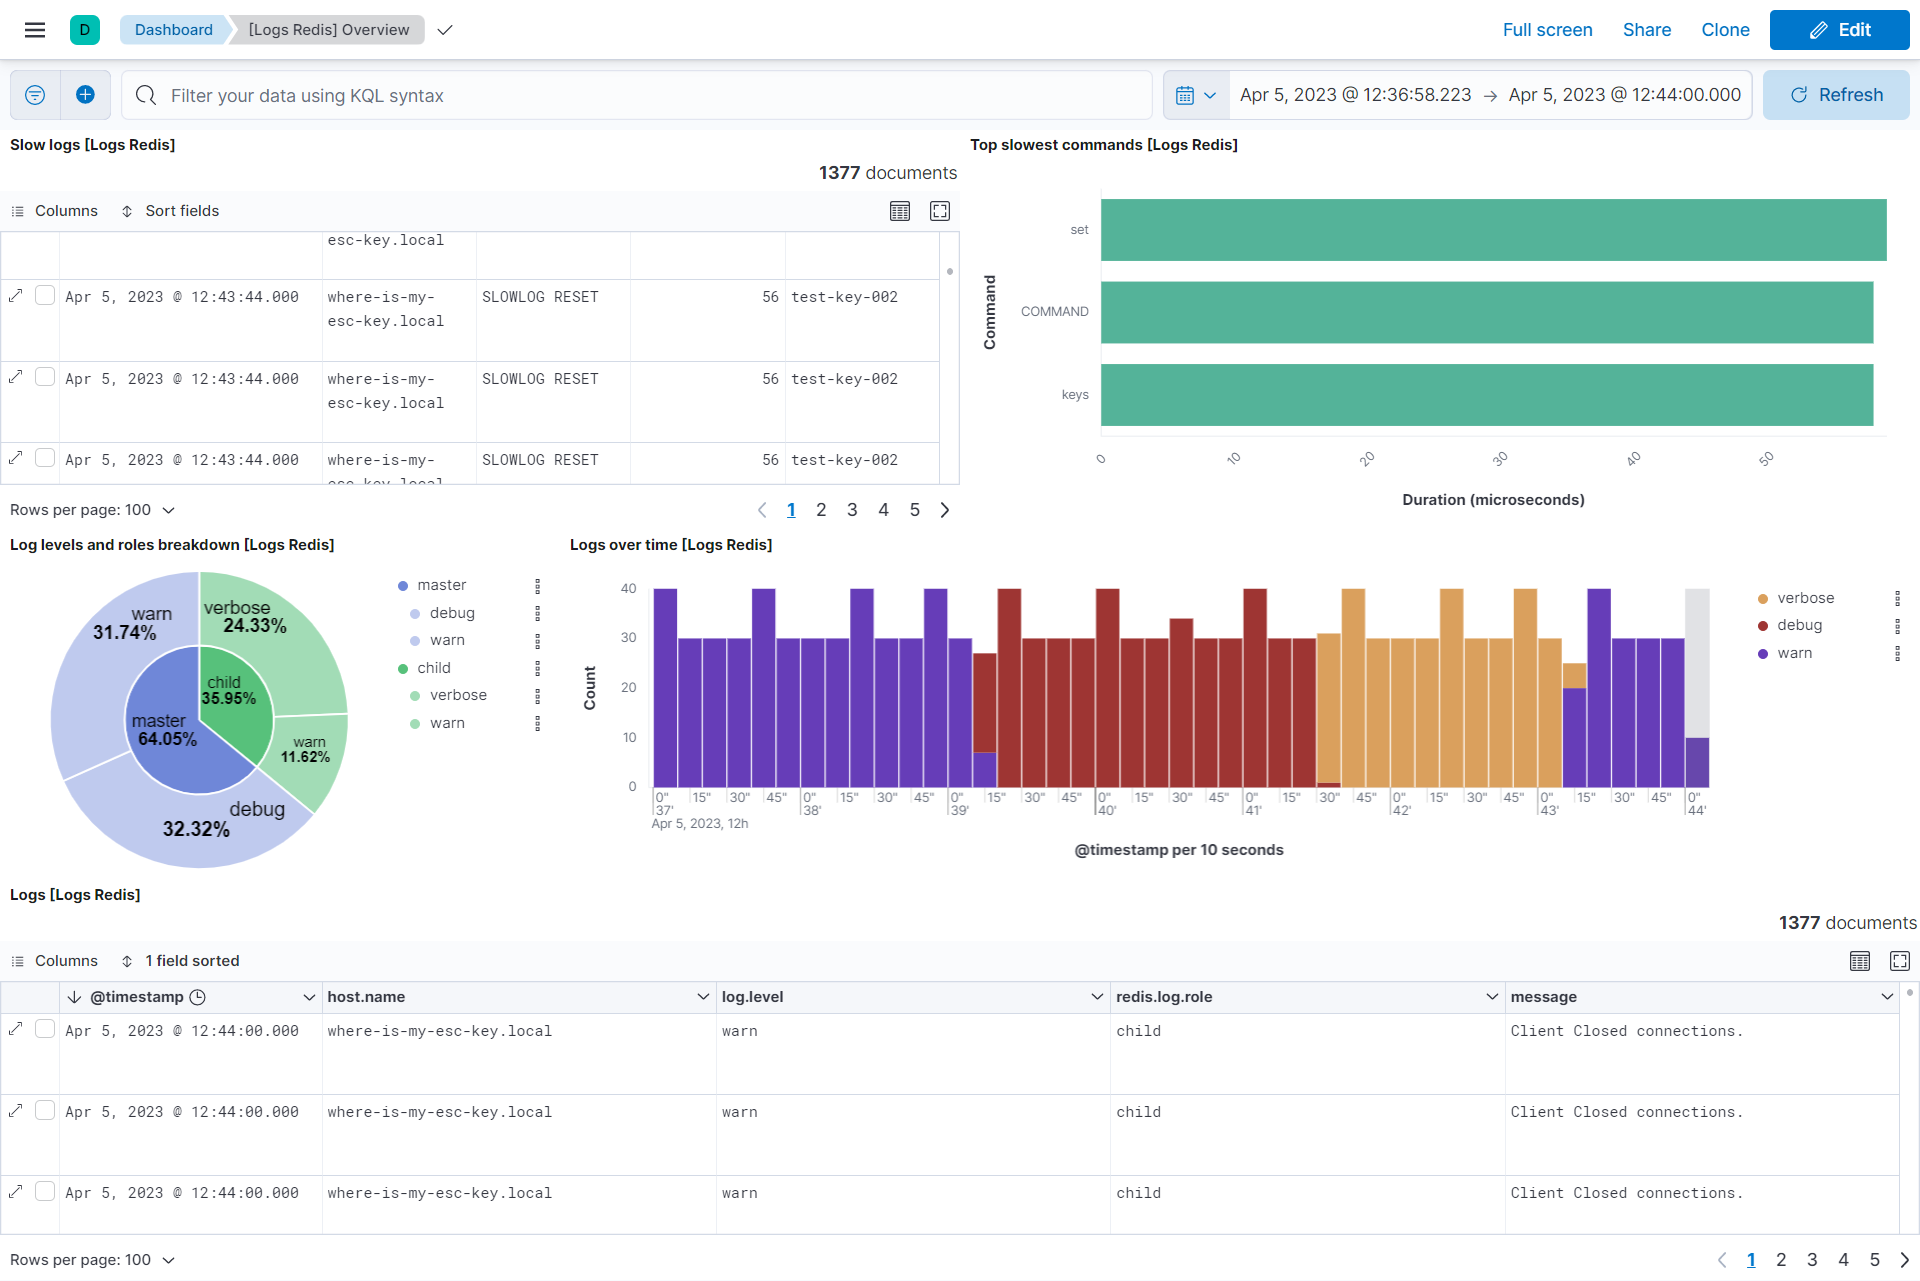 D Dashboard [Logs Redis] Overview Full screen Share Clone Edit
Filter your data using KQL syntax Apr 5, 2023 @ 12:36:58.223 → Apr 5, 2023 @ 12:44:00.000 Refresh
Slow logs [Logs Redis]
1377 documents
Columns Sort fields
esc-key.local
Apr 5, 2023 @ 12:43:44.000 where-is-my- SLOWLOG RESET 56 test-key-002
esc-key.local
Apr 5, 2023 @ 12:43:44.000 where-is-my- SLOWLOG RESET 56 test-key-002
esc-key.local
Apr 5, 2023 @ 12:43:44.000 where-is-my- SLOWLOG RESET 56 test-key-002
esc-key.local
Rows per page: 100 1 2 3 4 5
Top slowest commands [Logs Redis]
Command
set
COMMAND
keys
0 10 20 30 40 50
Duration (microseconds)
Log levels and roles breakdown [Logs Redis]
warn
31.74%
verbose
24.33%
child
35.95%
master
64.05%
warn
11.62%
debug
32.32%
master
debug
warn
child
verbose
warn
Logs over time [Logs Redis]
Count
40
30
20
10
0
0" 15" 30" 45" 0" 15" 30" 45" 0" 15" 30" 45" 0" 15" 30" 45" 0" 15" 30" 45" 0" 15" 30" 45" 0" 15" 30" 45" 0"
37' 38' 39' 40' 41' 42' 43' 44'
Apr 5, 2023, 12h
@timestamp per 10 seconds
verbose
debug
warn
Logs [Logs Redis]
1377 documents
Columns 1 field sorted
@timestamp host.name log.level redis.log.role message
Apr 5, 2023 @ 12:44:00.000 where-is-my-esc-key.local warn child Client Closed connections.
Apr 5, 2023 @ 12:44:00.000 where-is-my-esc-key.local warn child Client Closed connections.
Apr 5, 2023 @ 12:44:00.000 where-is-my-esc-key.local warn child Client Closed connections.
Rows per page: 100 1 2 3 4 5